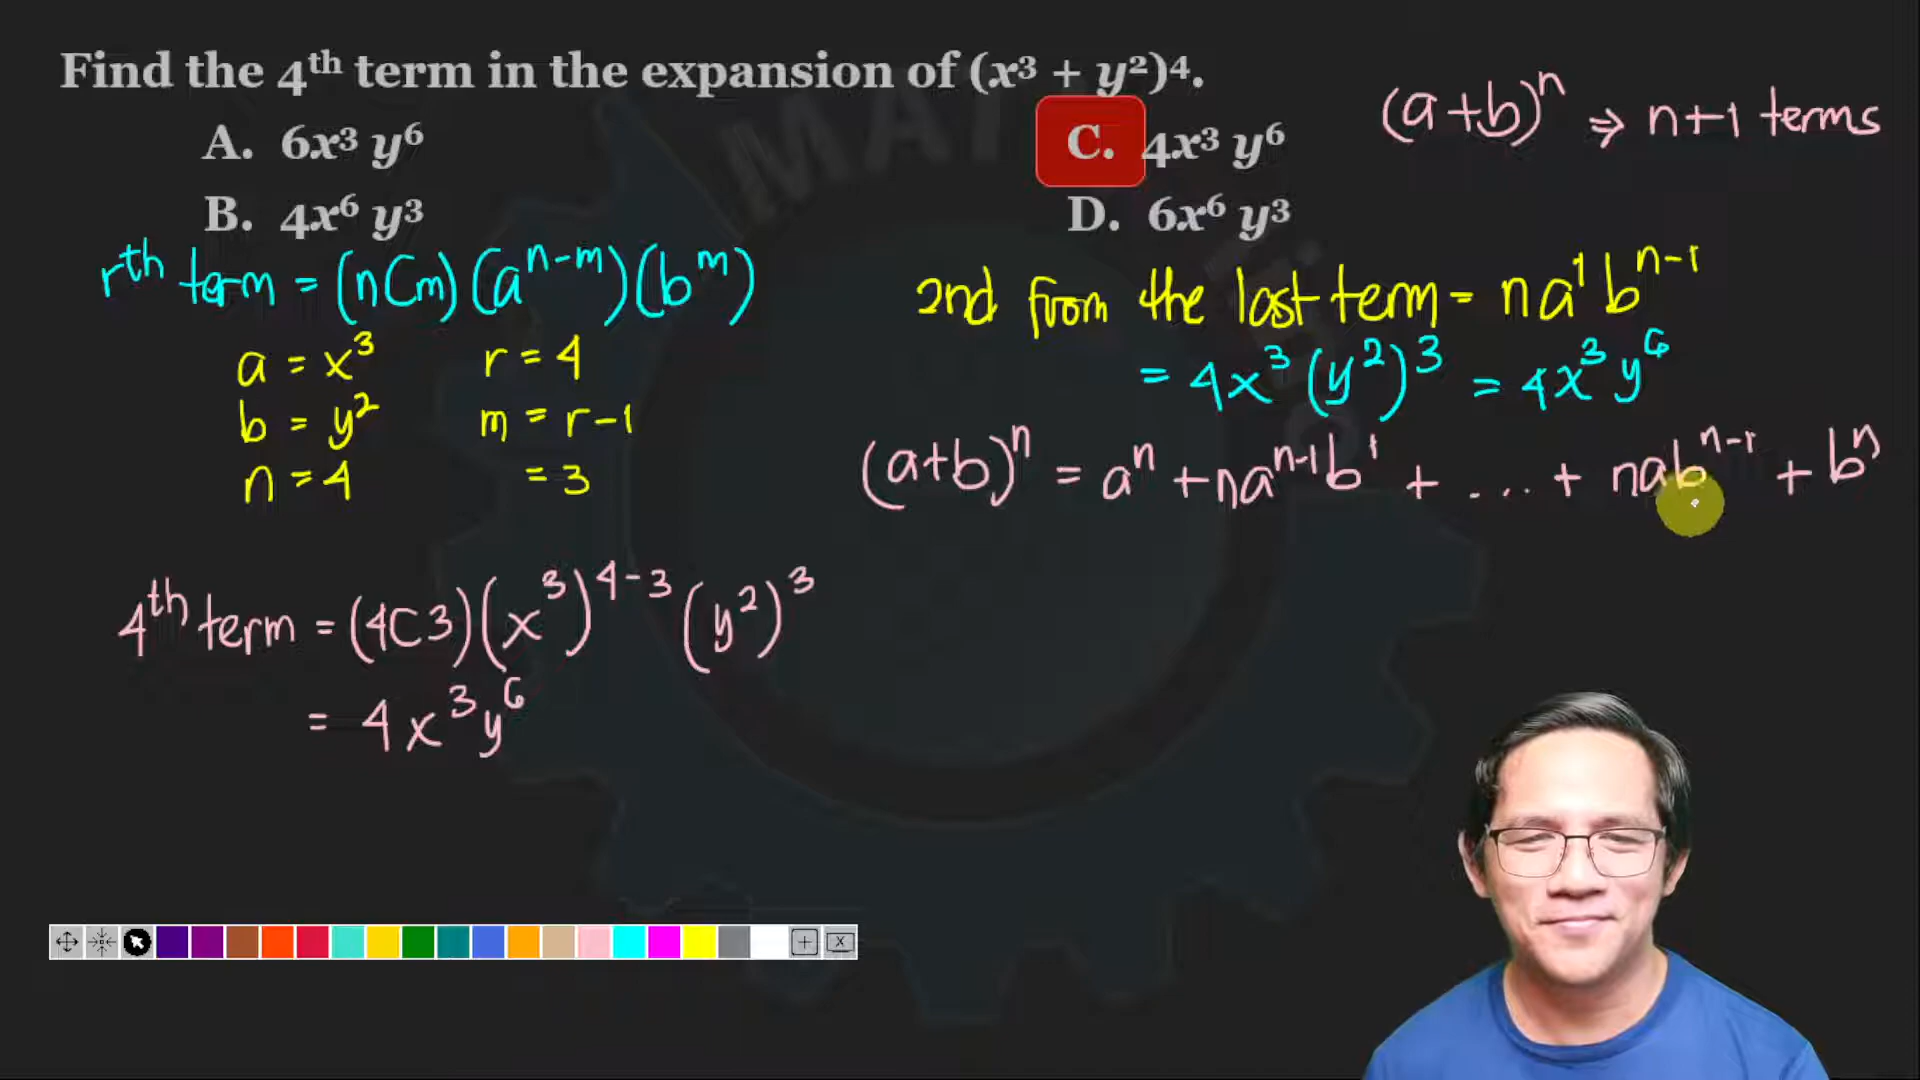 Find the 4th term in the expansion of (x³ + y²)⁴.
A. 6x³ y⁶
B. 4x⁶ y³
C. 4x³ y⁶
D. 6x⁶ y³
(a+b)ⁿ ⇒ n+1 terms
rth term = (nCm)(aⁿ⁻ᵐ)(bᵐ)
a = x³
b = y²
n = 4
r = 4
m = r-1
= 3
4th term = (4C3)(x³)⁴⁻³(y²)³
= 4x³y⁶
2nd from the last term = na¹bⁿ⁻¹
= 4x³(y²)³ = 4x³y⁶
(a+b)ⁿ = aⁿ + naⁿ⁻¹b¹ + ... + nabⁿ⁻¹ + bⁿ